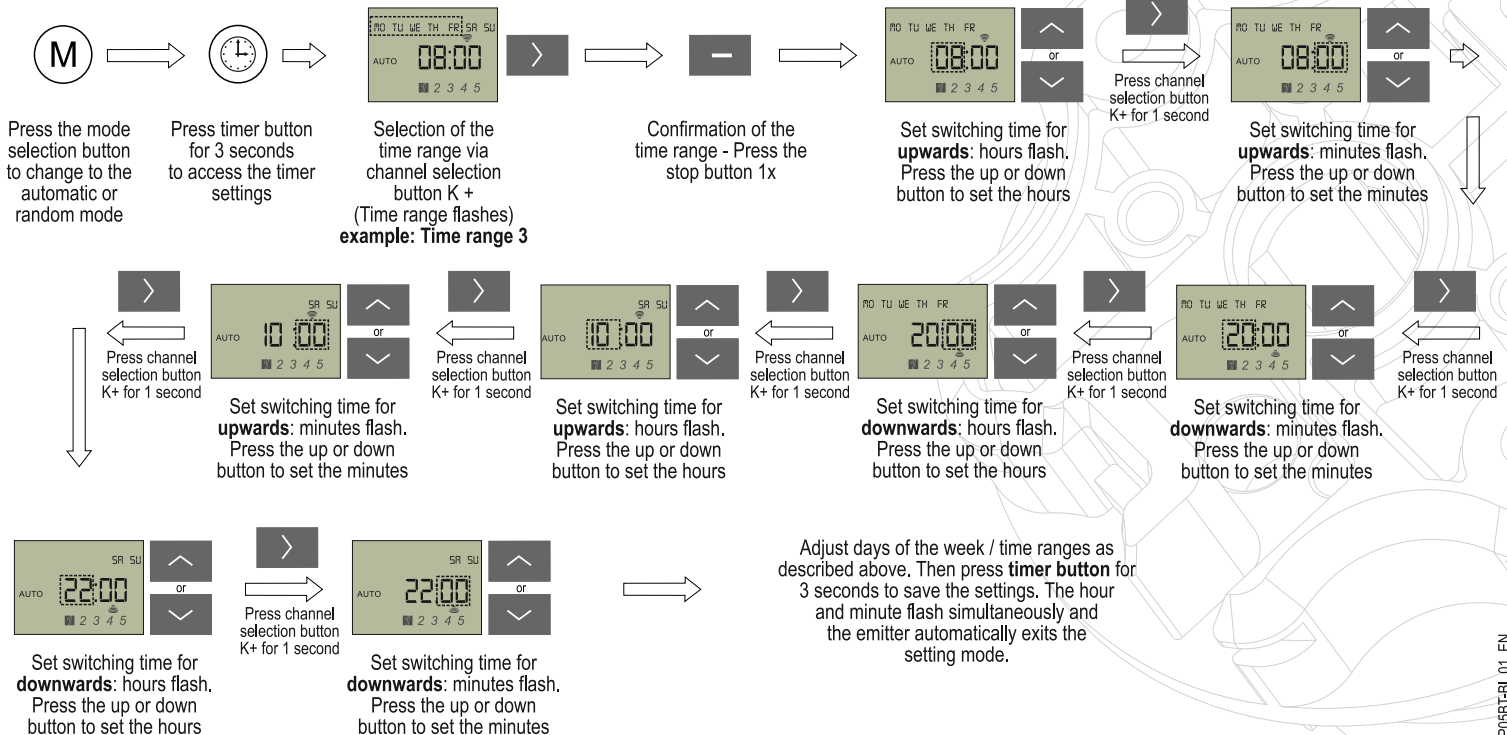 M
Press the mode
selection button
to change to the
automatic or
random mode
Press timer button
for 3 seconds
to access the timer
settings
MO TU WE TH FR SA SU
AUTO 08:00
1 2 3 4 5
Selection of the
time range via
channel selection
button K +
(Time range flashes)
example: Time range 3
Confirmation of the
time range - Press the
stop button 1x
MO TU WE TH FR
AUTO 08:00
1 2 3 4 5
or
Set switching time for
upwards: hours flash.
Press the up or down
button to set the hours
Press channel
selection button
K+ for 1 second
MO TU WE TH FR
AUTO 08:00
1 2 3 4 5
or
Set switching time for
upwards: minutes flash.
Press the up or down
button to set the minutes
Press channel
selection button
K+ for 1 second
SA SU
AUTO 10:00
1 2 3 4 5
or
Set switching time for
upwards: minutes flash.
Press the up or down
button to set the minutes
Press channel
selection button
K+ for 1 second
SA SU
AUTO 10:00
1 2 3 4 5
or
Set switching time for
upwards: hours flash.
Press the up or down
button to set the hours
Press channel
selection button
K+ for 1 second
MO TU WE TH FR
AUTO 20:00
1 2 3 4 5
or
Set switching time for
downwards: hours flash.
Press the up or down
button to set the hours
Press channel
selection button
K+ for 1 second
MO TU WE TH FR
AUTO 20:00
1 2 3 4 5
or
Set switching time for
downwards: minutes flash.
Press the up or down
button to set the minutes
Press channel
selection button
K+ for 1 second
SA SU
AUTO 22:00
1 2 3 4 5
or
Set switching time for
downwards: hours flash.
Press the up or down
button to set the hours
Press channel
selection button
K+ for 1 second
SA SU
AUTO 22:00
1 2 3 4 5
or
Set switching time for
downwards: minutes flash.
Press the up or down
button to set the minutes
Adjust days of the week / time ranges as
described above. Then press timer button for
3 seconds to save the settings. The hour
and minute flash simultaneously and
the emitter automatically exits the
setting mode.